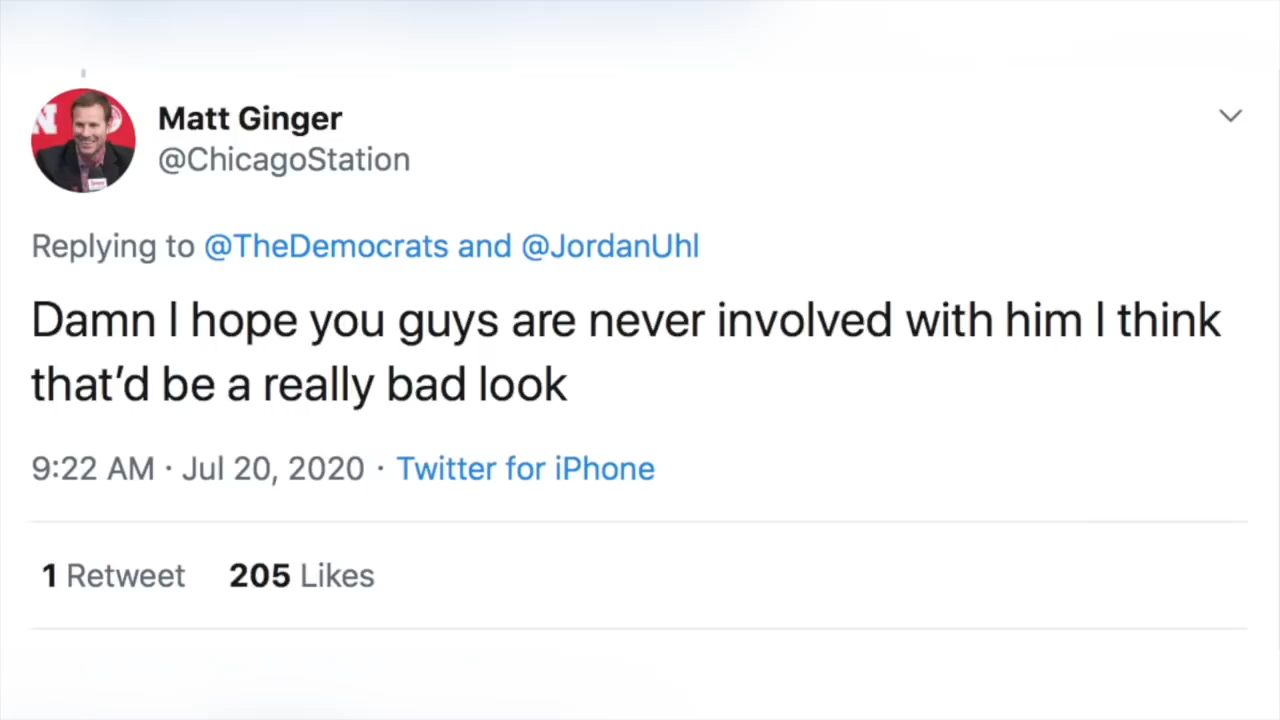 Matt Ginger
@ChicagoStation
Replying to @TheDemocrats and @JordanUhl
Damn I hope you guys are never involved with him I think
that’d be a really bad look
9:22 AM · Jul 20, 2020 · Twitter for iPhone
1 Retweet 205 Likes